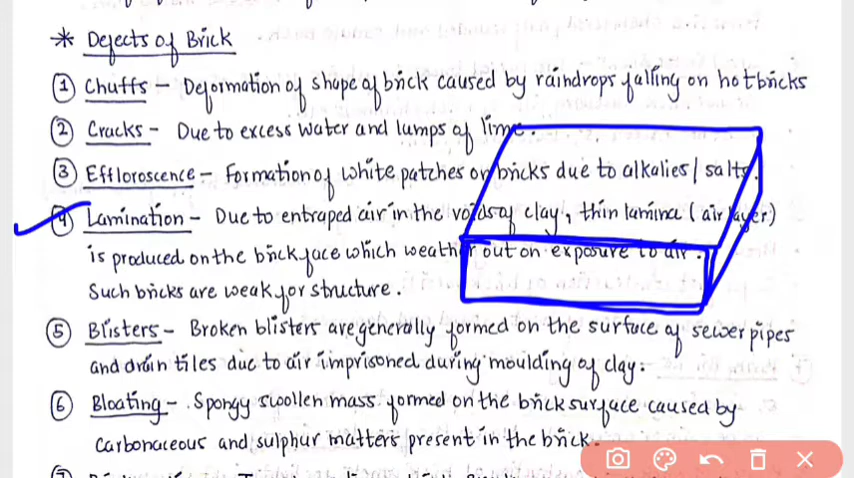 * Defects of Brick
① Chuffs – Deformation of shape of brick caused by raindrops falling on hot bricks
② Cracks - Due to excess water and lumps of lime.
③ Effloroscence – Formation of white patches on bricks due to alkalies/salts.
④ Lamination – Due to entraped air in the voids of clay, thin lamina (air layer)
is produced on the brick face which weather out on exposure to air.
Such bricks are weak for structure.
⑤ Blisters – Broken blisters are generally formed on the surface of sewer pipes
and drain tiles due to air imprisoned during moulding of clay.
⑥ Bloating – Spongy swollen mass formed on the brick surface caused by
carbonaceous and sulphur matters present in the brick.